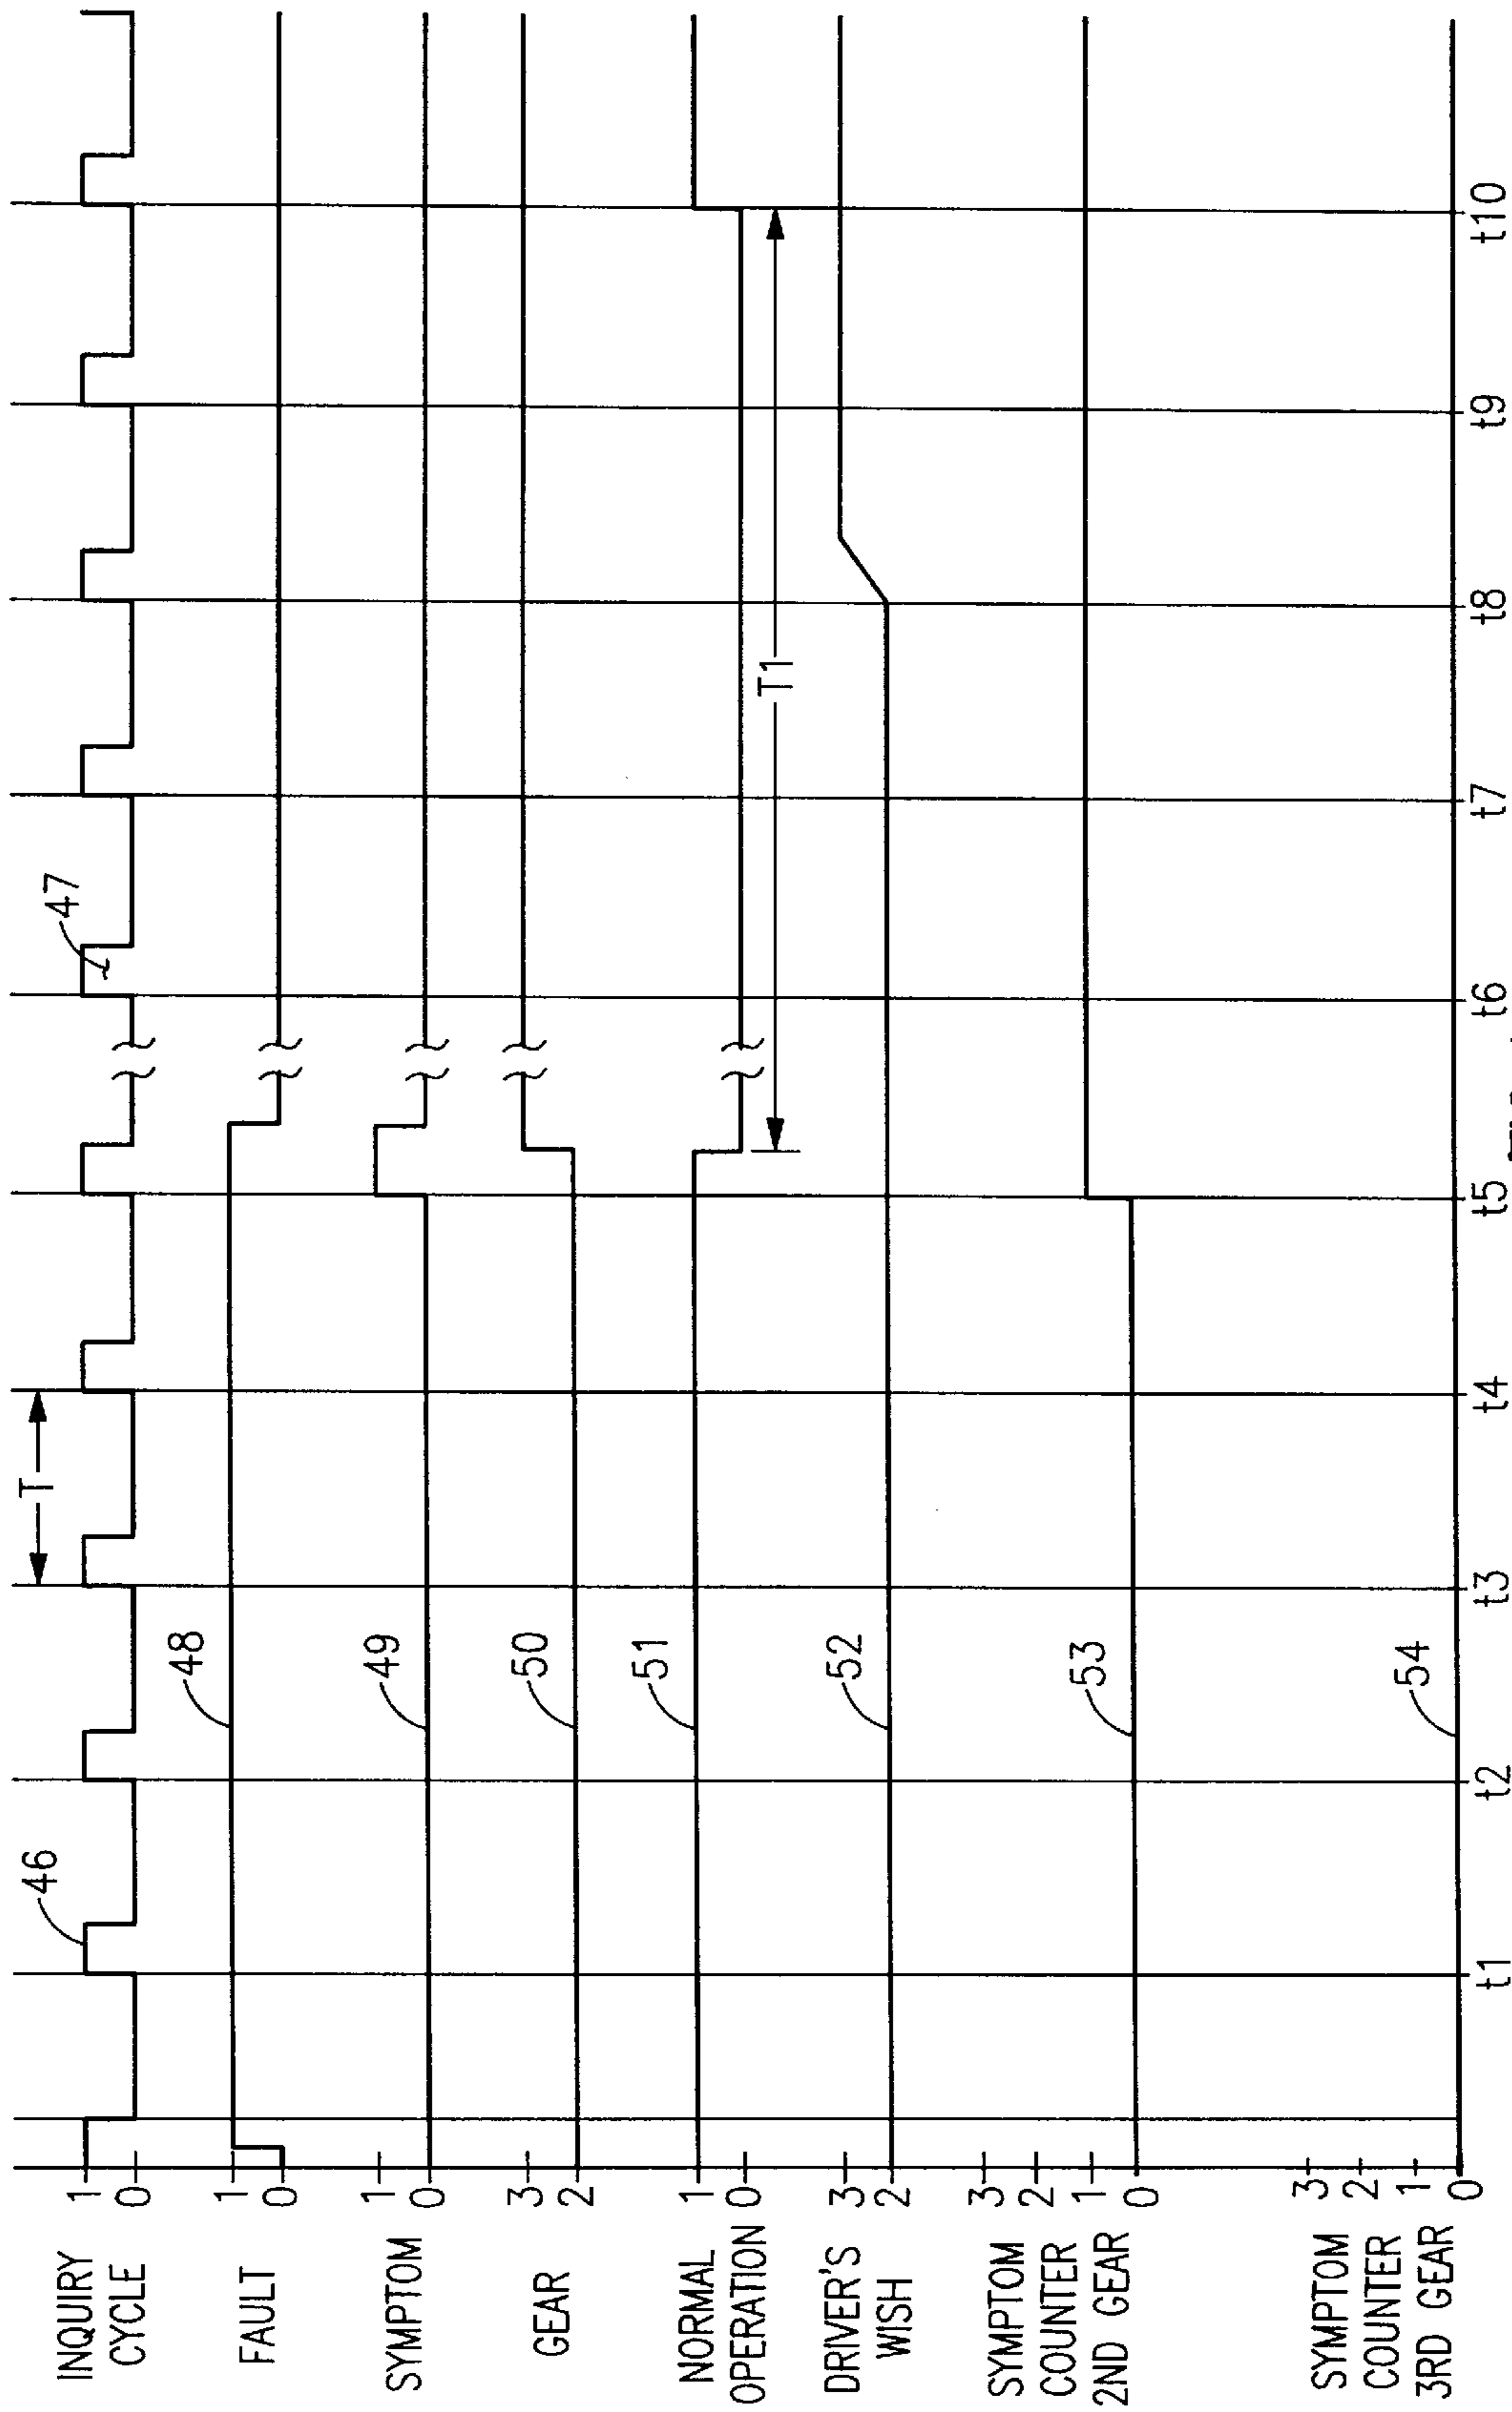 INQUIRY
CYCLE
1
0
46
T
47
FAULT
1
0
48
SYMPTOM
1
0
49
GEAR
3
2
50
NORMAL
OPERATION
1
0
51
T1
DRIVER'S
WISH
3
2
52
SYMPTOM
COUNTER
2ND GEAR
3
2
1
0
53
SYMPTOM
COUNTER
3RD GEAR
3
2
1
0
54
t1 t2 t3 t4 t5 t6 t7 t8 t9 t10